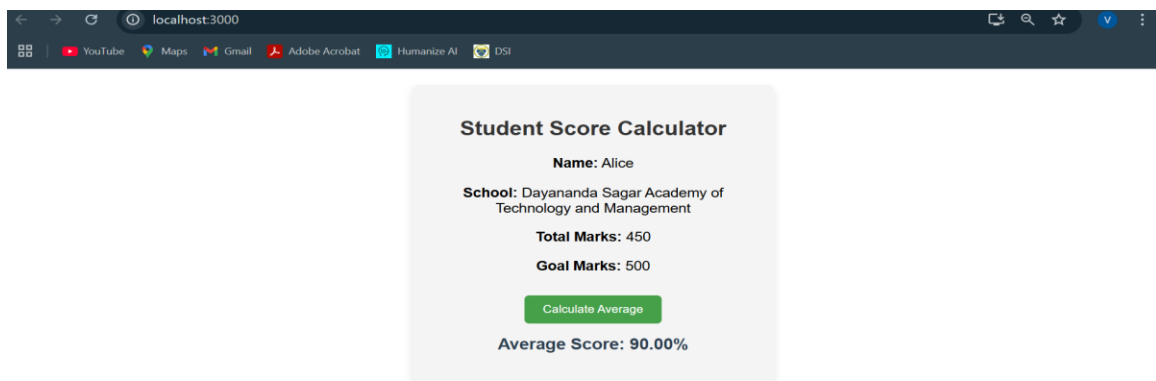 localhost:3000
V
YouTube Maps Gmail Adobe Acrobat Humanize AI DSI
Student Score Calculator
Name: Alice
School: Dayananda Sagar Academy of
Technology and Management
Total Marks: 450
Goal Marks: 500
Calculate Average
Average Score: 90.00%